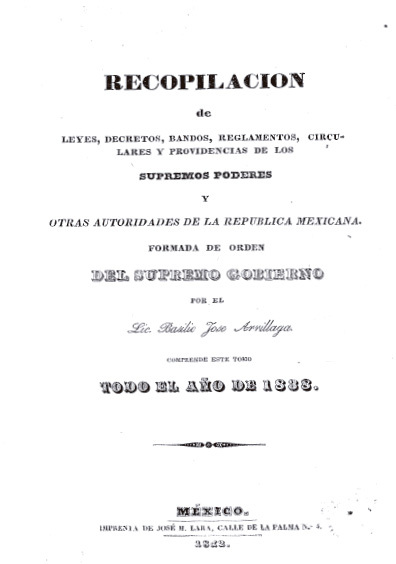 RECOPILACION
de
LEYES, DECRETOS, BANDOS, REGLAMENTOS, CIRCU-
LARES Y PROVIDENCIAS DE LOS
SUPREMOS PODERES
Y
OTRAS AUTORIDADES DE LA REPUBLICA MEXICANA.
FORMADA DE ORDEN
DEL SUPREMO GOBIERNO
POR EL
Lic. Basilio Jose Arrillaga.
COMPRENDE ESTE TOMO
TODO EL AÑO DE 1838.
MÉXICO.
IMPRENTA DE JOSÉ M. LARA, CALLE DE LA PALMA N.º 4.
1842.